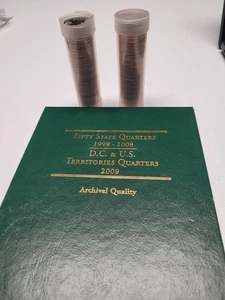 Fifty State Quarters
1999 - 2008
D.C. & U.S.
Territories Quarters
2009
Archival Quality